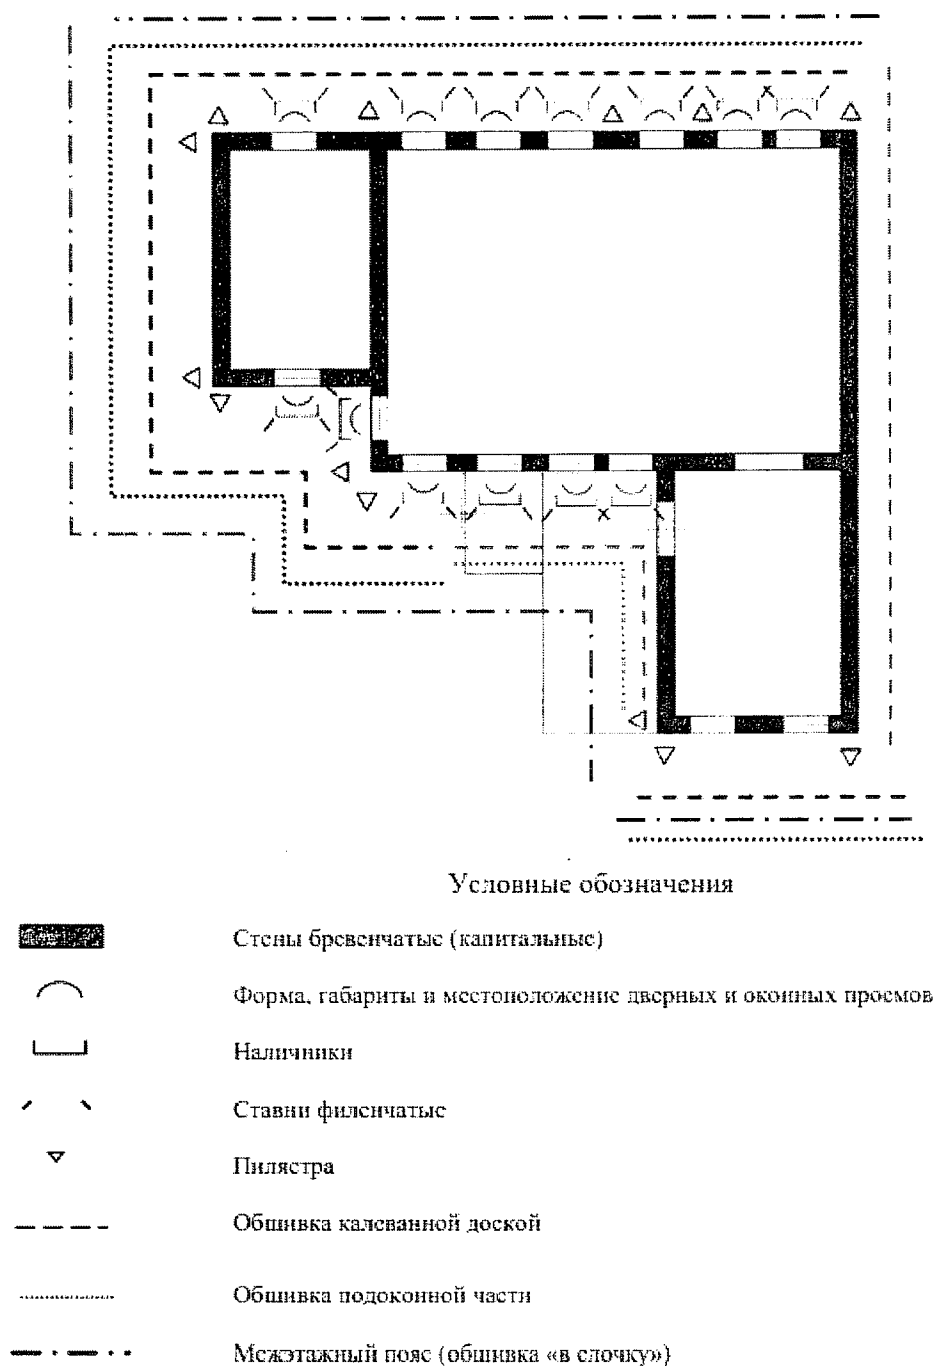 Условные обозначения
Стены бревенчатые (капитальные)
Форма, габариты и местоположение дверных и оконных проемов
Наличники
Ставни филенчатые
Пилястра
Обшивка калеванной доской
Обшивка подоконной части
Межэтажный пояс (обшивка «в елочку»)